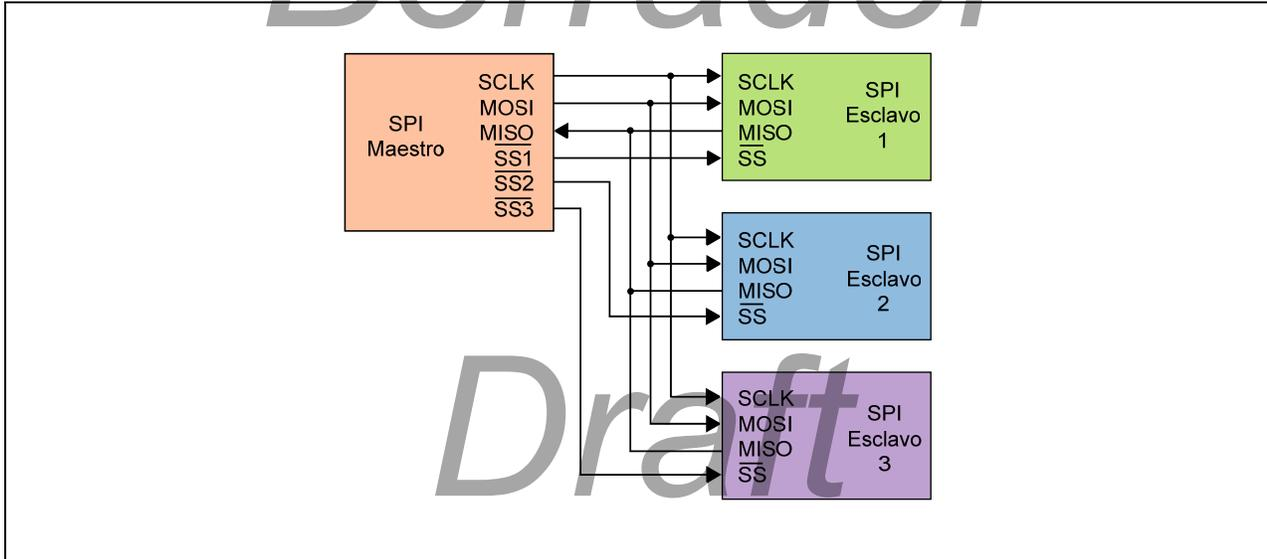 Borrador
SPI
Maestro
SCLK
MOSI
MISO
SS1
SS2
SS3
SCLK
MOSI
MISO
SS
SPI
Esclavo
1
SCLK
MOSI
MISO
SS
SPI
Esclavo
2
SCLK
MOSI
MISO
SS
SPI
Esclavo
3
Draft